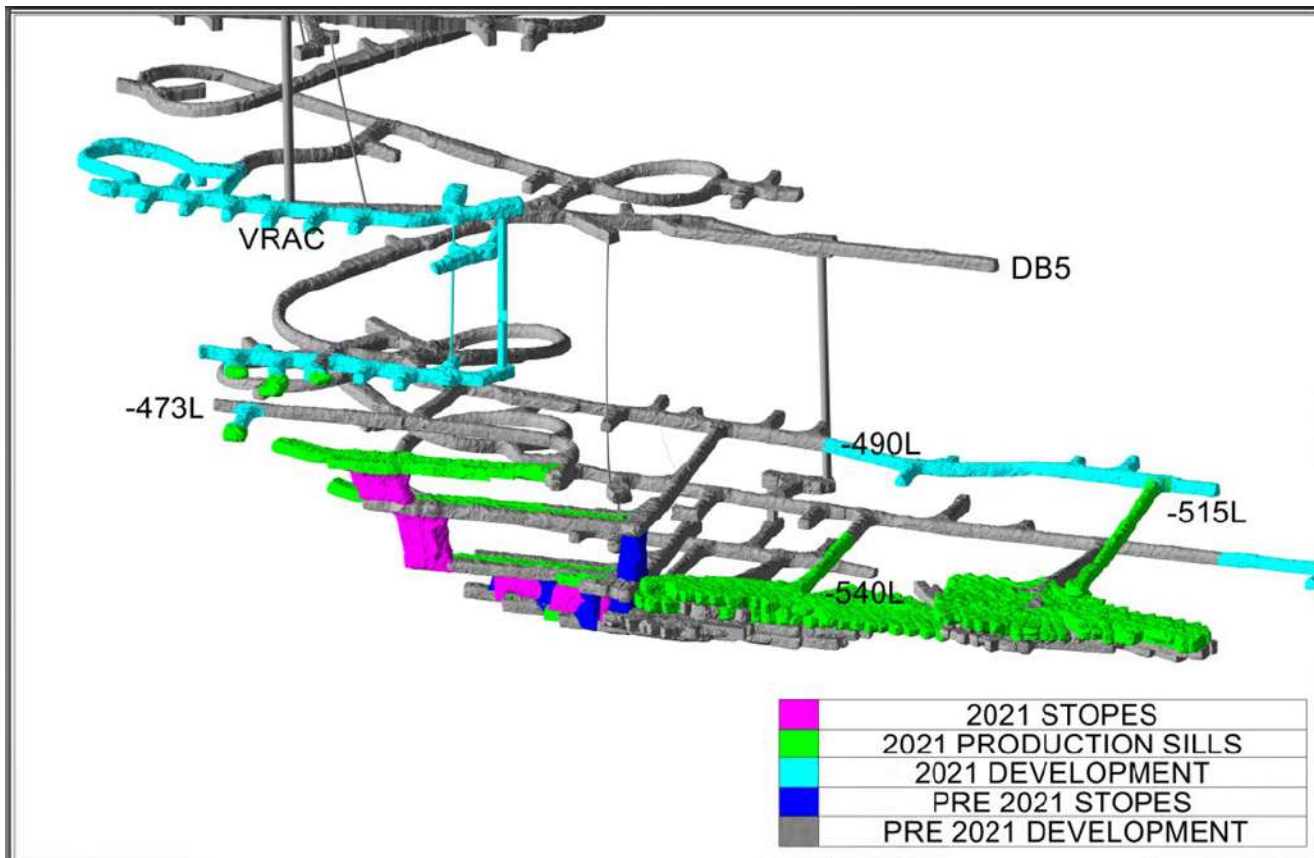 VRAC
DB5
-473L
-490L
-515L
-540L
2021 STOPES
2021 PRODUCTION SILLS
2021 DEVELOPMENT
PRE 2021 STOPES
PRE 2021 DEVELOPMENT